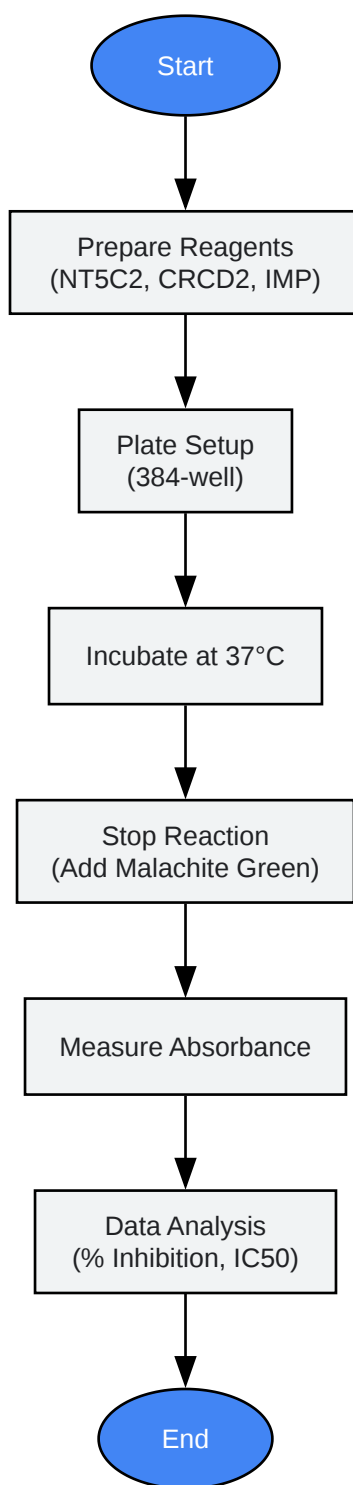 Start
Prepare Reagents
(NT5C2, CRCD2, IMP)
Plate Setup
(384-well)
Incubate at 37°C
Stop Reaction
(Add Malachite Green)
Measure Absorbance
Data Analysis
(% Inhibition, IC50)
End